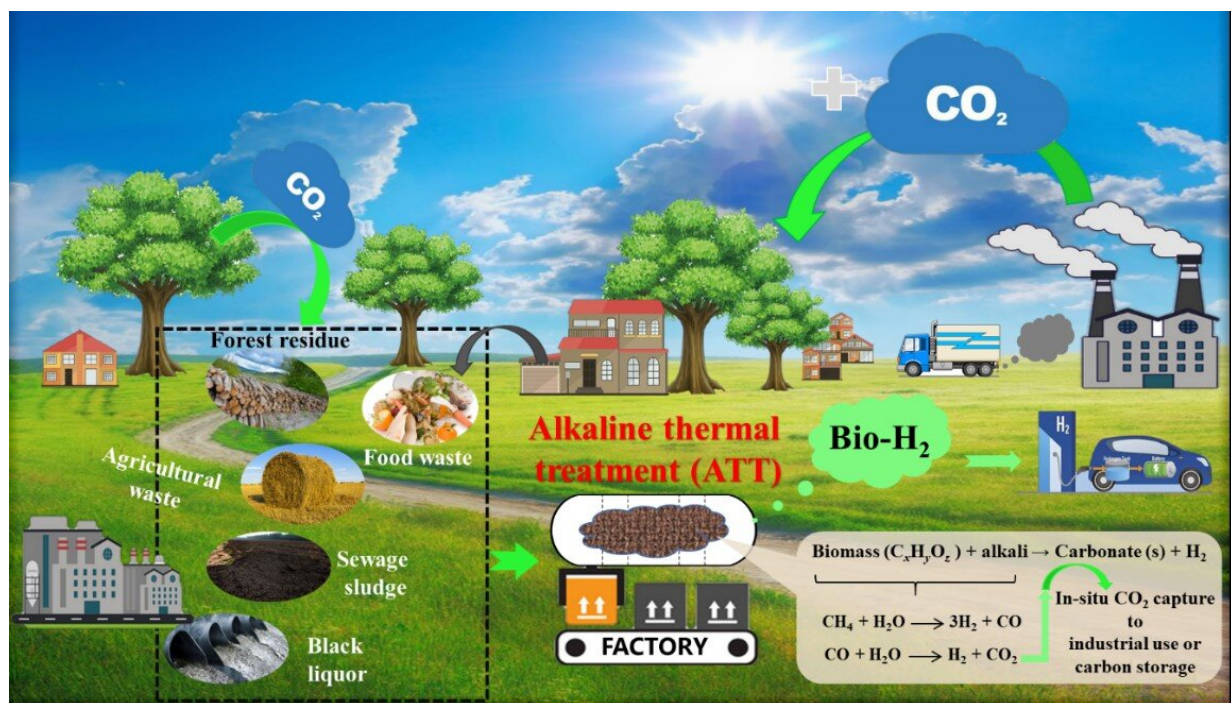 CO₂
CO₂
Forest residue
Food waste
Agricultural
waste
Sewage
sludge
Black
liquor
Alkaline thermal
treatment (ATT)
Bio-H₂
H₂
FACTORY
Biomass (CₓHᵧO_z) + alkali → Carbonate (s) + H₂
CH₄ + H₂O → 3H₂ + CO
CO + H₂O → H₂ + CO₂
In-situ CO₂ capture
to
industrial use or
carbon storage